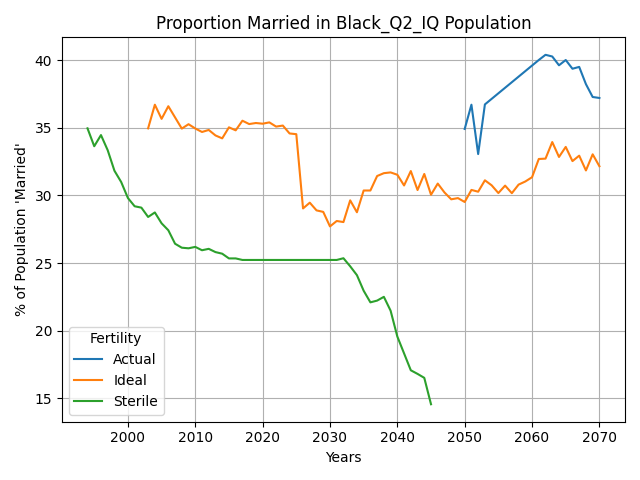 Proportion Married in Black_Q2_IQ Population
% of Population 'Married'
40
35
30
25
20
15
Fertility
Actual
Ideal
Sterile
2000 2010 2020 2030 2040 2050 2060 2070
Years